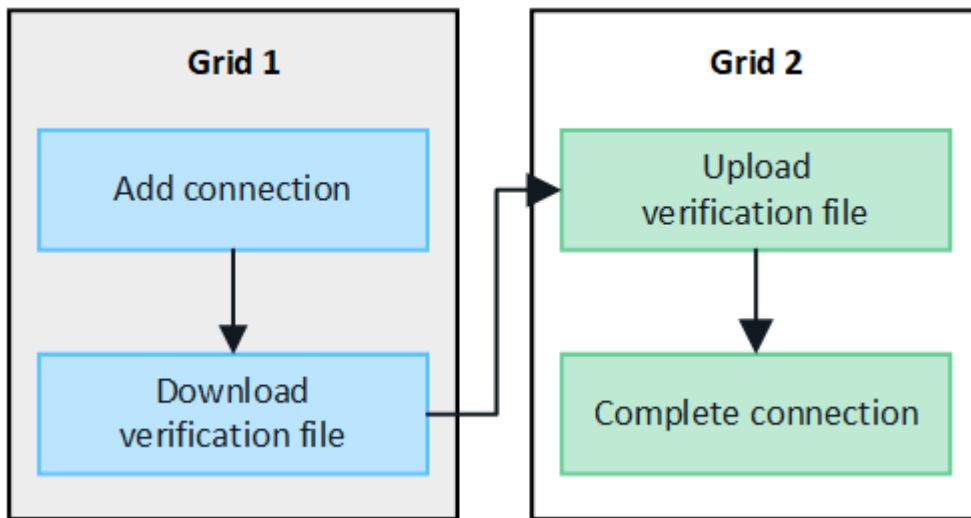 Grid 1
Add connection
Download
verification file
Grid 2
Upload
verification file
Complete connection